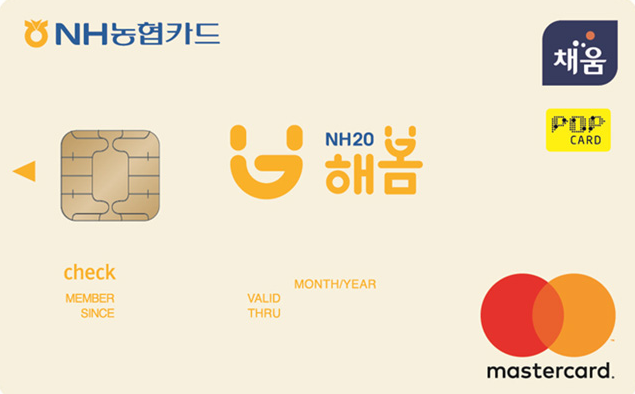 NH농협카드
채움
POP
CARD
NH20
해봄
check
MEMBER
SINCE
MONTH/YEAR
VALID
THRU
mastercard.